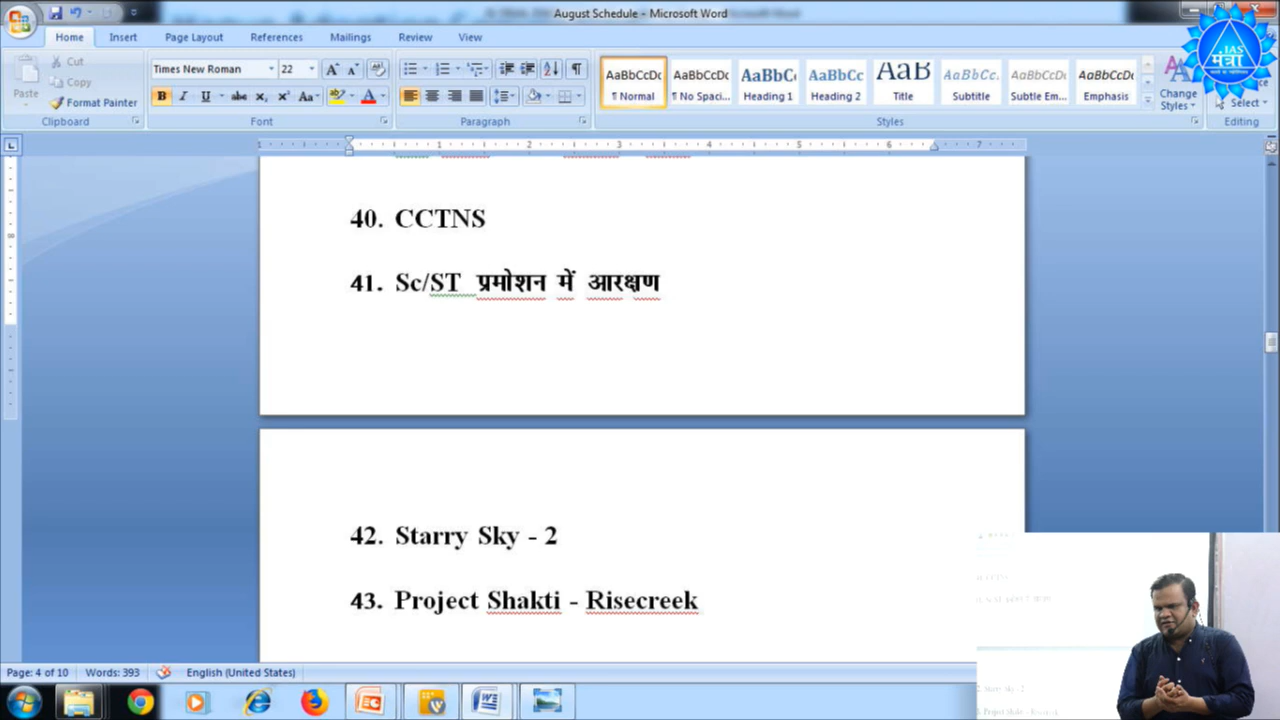 August Schedule - Microsoft Word
Home Insert Page Layout References Mailings Review View
IAS
मंत्रा
Cut
Copy
Paste
Format Painter
Times New Roman 22
AaBbCcDc AaBbCcDc AaBbC AaBbCc AaB AaBbCc. AaBbCcDc AaBbCcDc
¶ Normal ¶ No Spaci... Heading 1 Heading 2 Title Subtitle Subtle Em... Emphasis
Change Styles
Select
Clipboard Font Paragraph Styles Editing
40. CCTNS
41. Sc/ST प्रमोशन में आरक्षण
42. Starry Sky - 2
43. Project Shakti - Risecreek
Page: 4 of 10 Words: 393 English (United States)